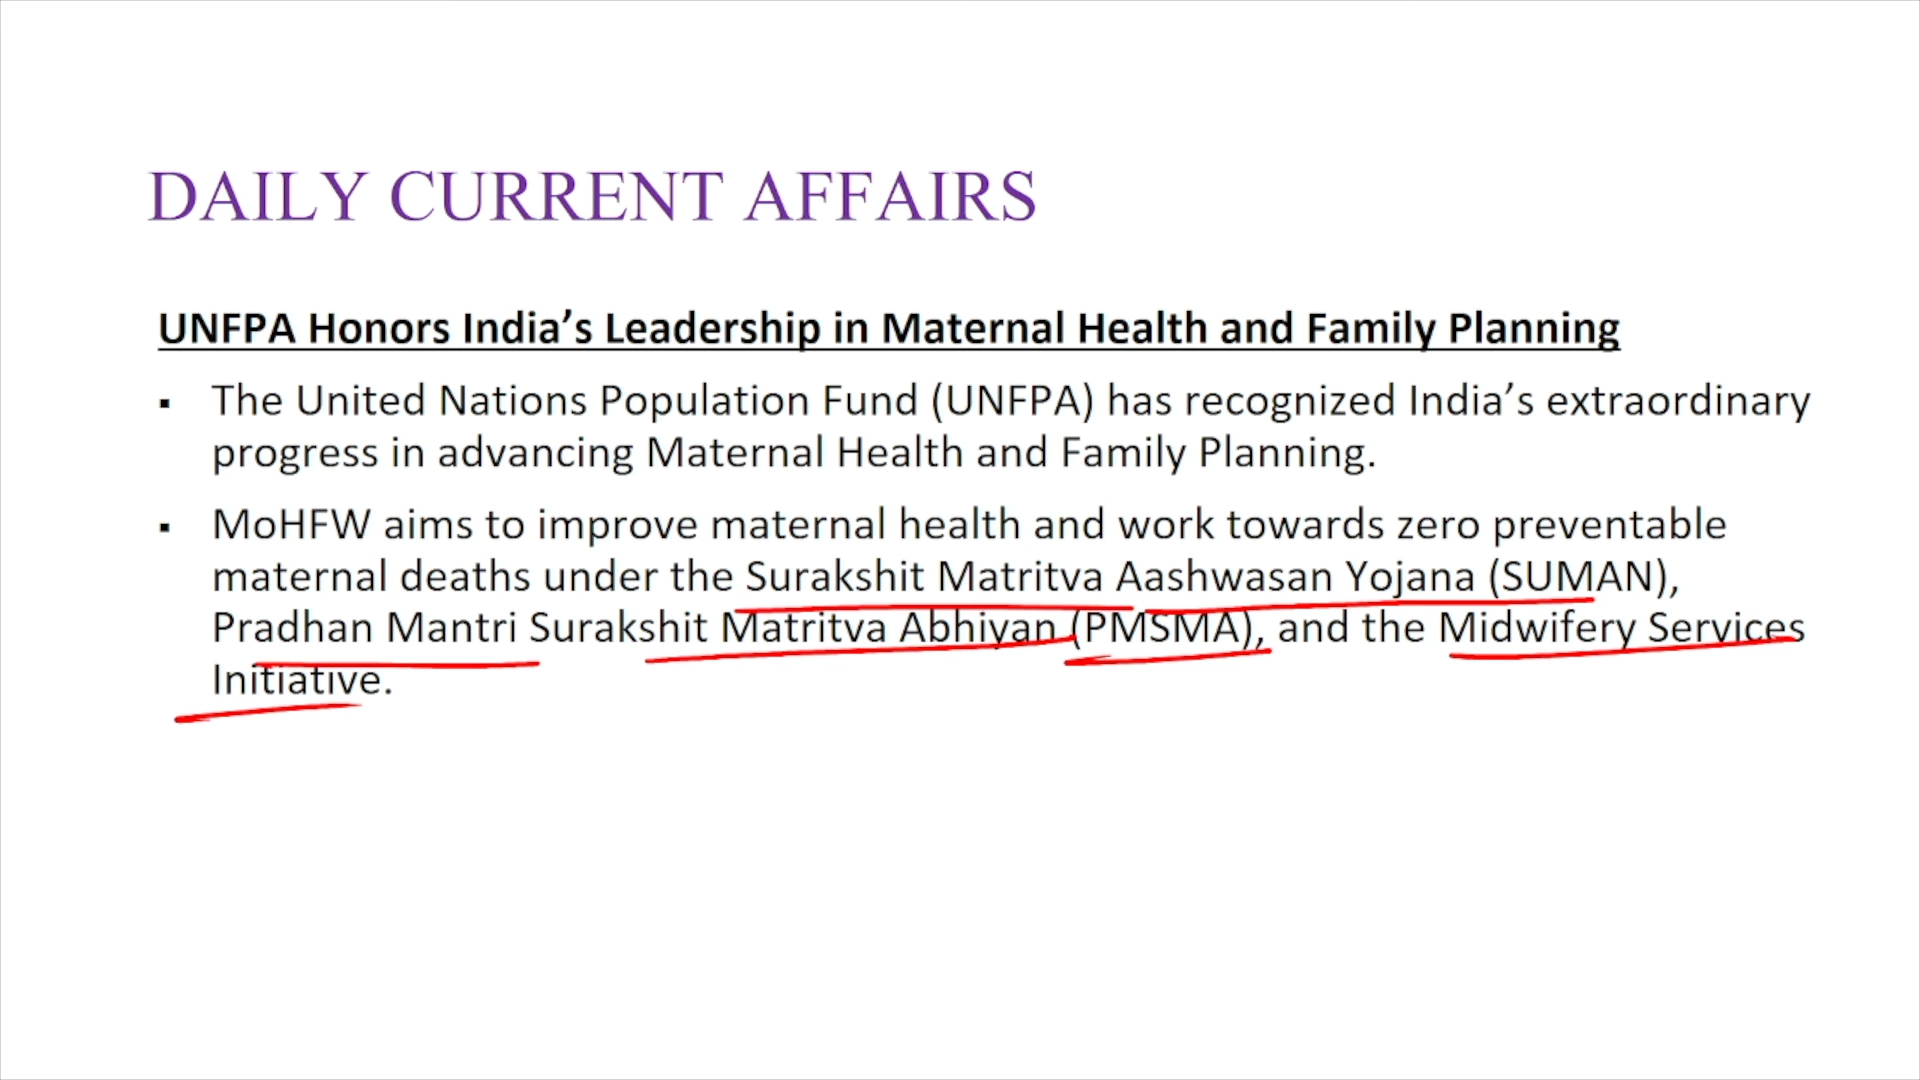 DAILY CURRENT AFFAIRS
UNFPA Honors India’s Leadership in Maternal Health and Family Planning
▪ The United Nations Population Fund (UNFPA) has recognized India’s extraordinary
progress in advancing Maternal Health and Family Planning.
▪ MoHFW aims to improve maternal health and work towards zero preventable
maternal deaths under the Surakshit Matritva Aashwasan Yojana (SUMAN),
Pradhan Mantri Surakshit Matritva Abhiyan (PMSMA), and the Midwifery Services
Initiative.